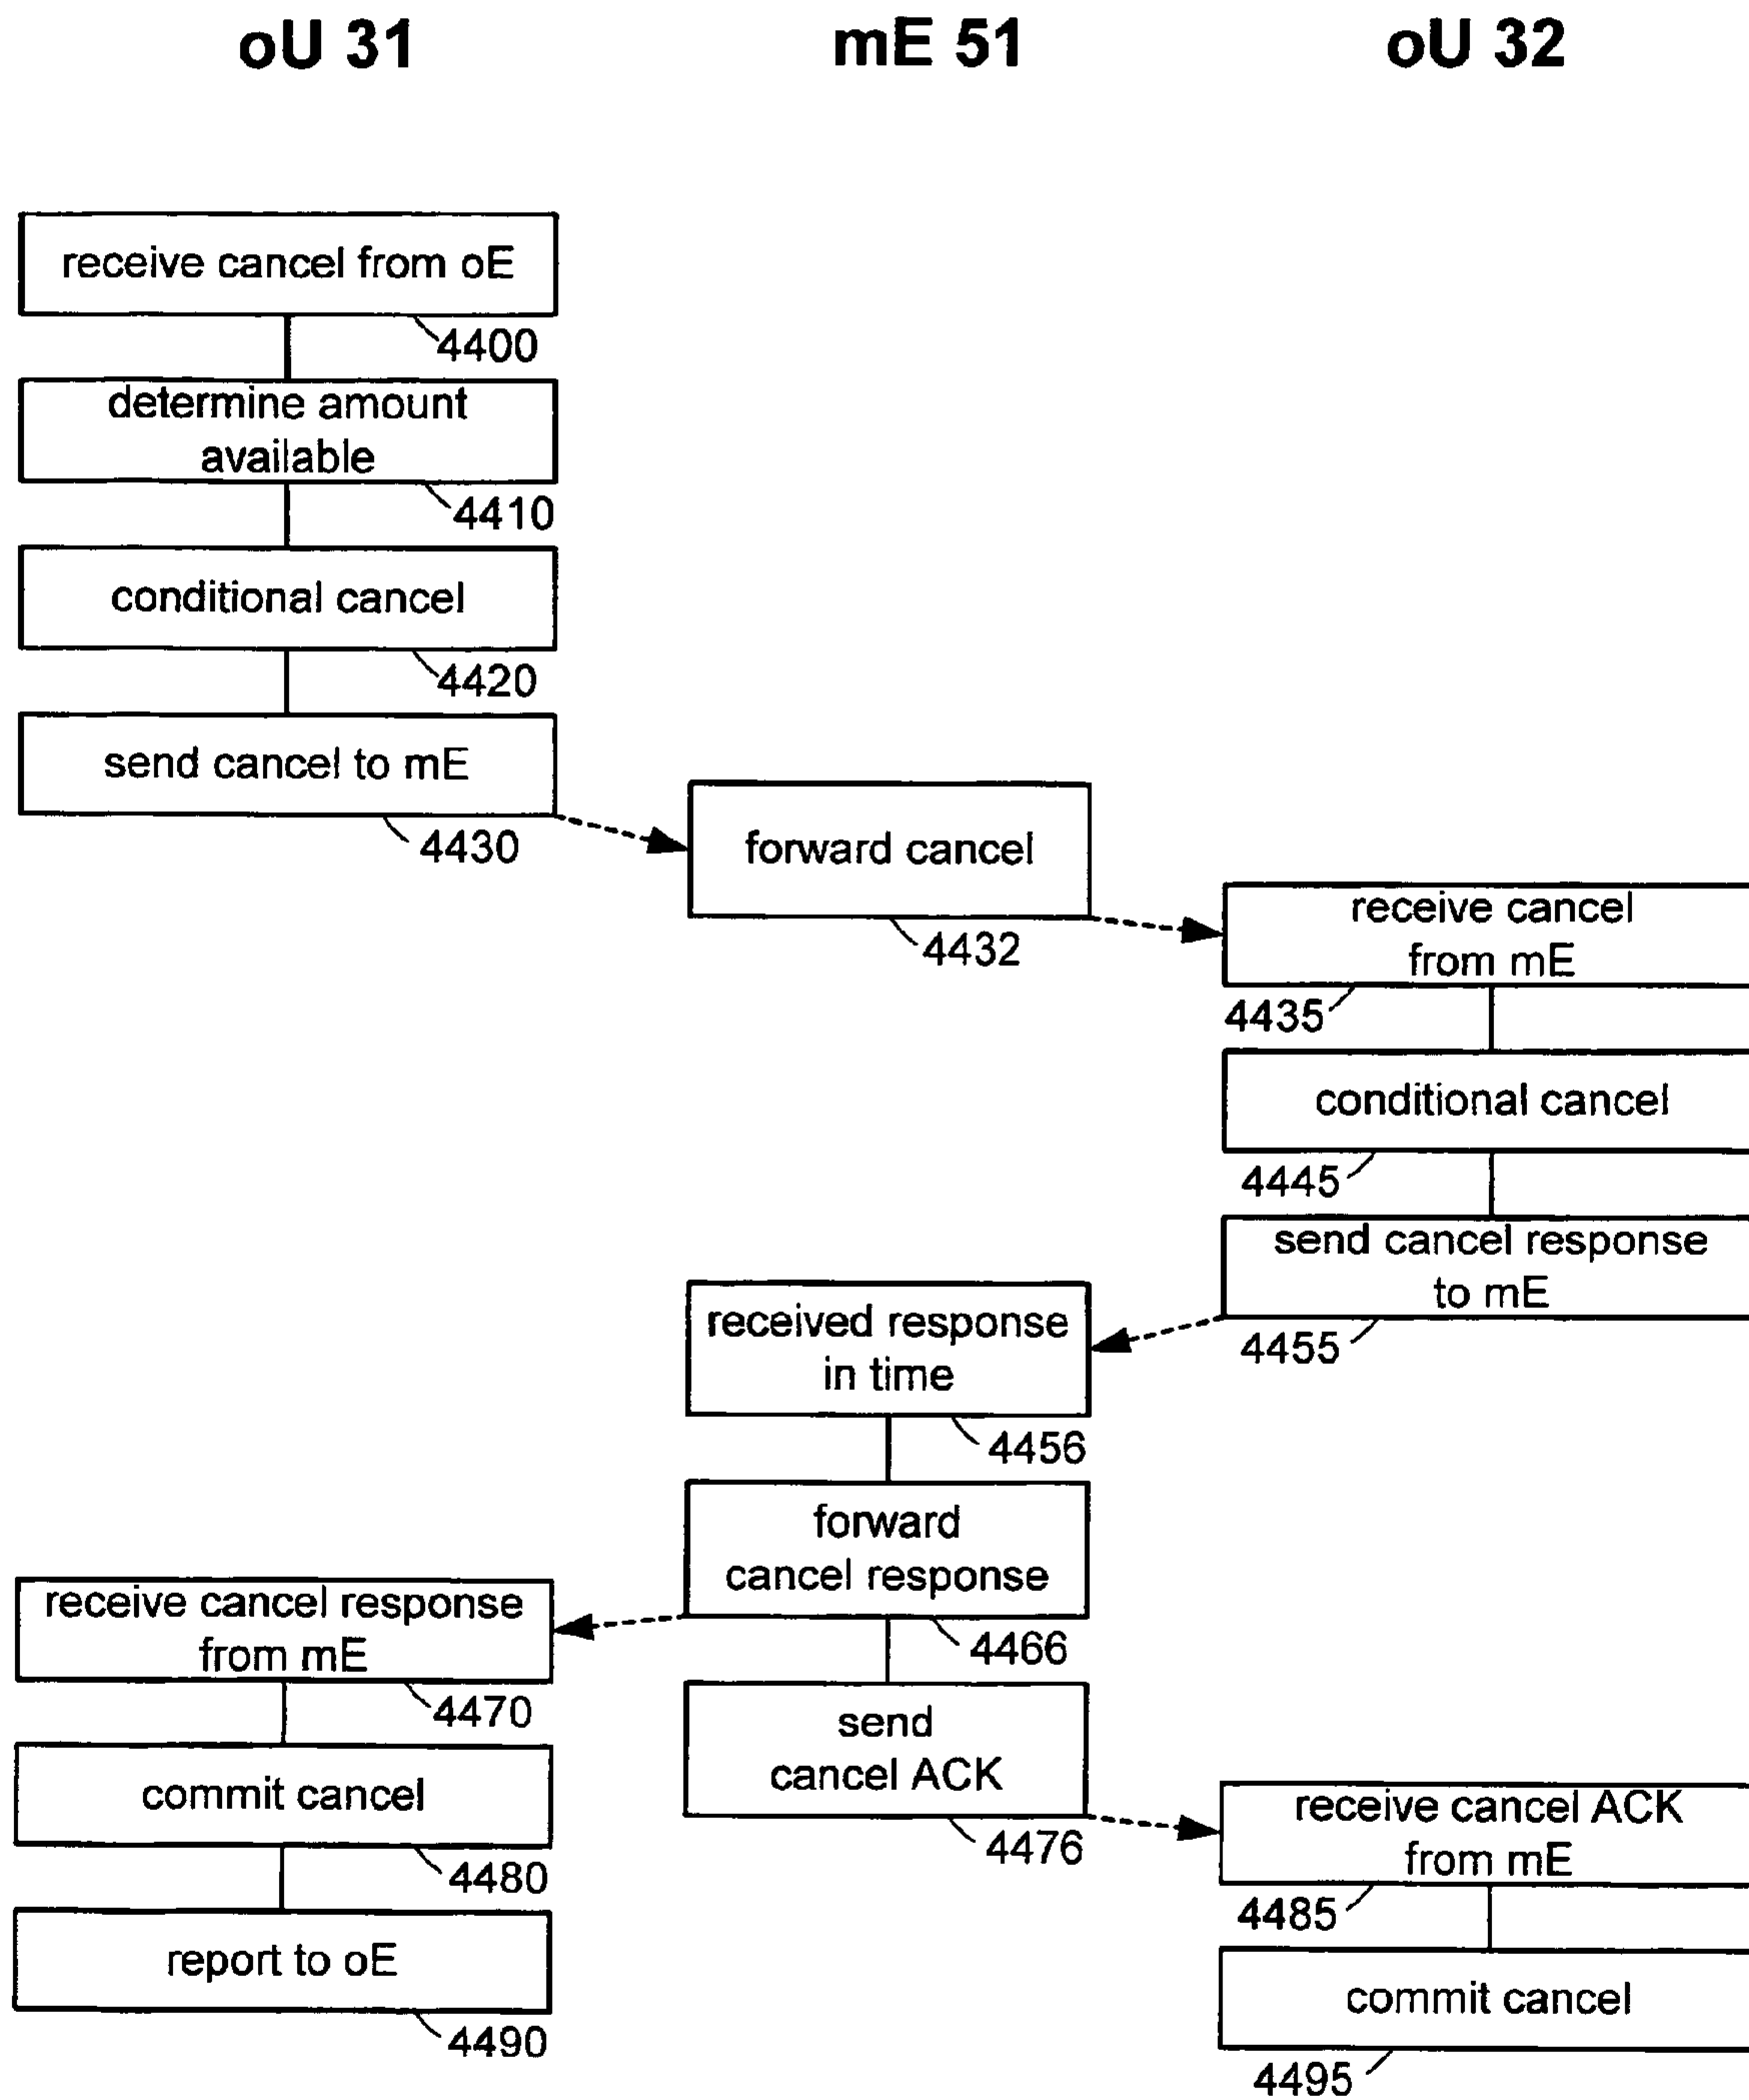 oU 31
mE 51
oU 32
receive cancel from oE
4400
determine amount
available
4410
conditional cancel
4420
send cancel to mE
4430
forward cancel
4432
receive cancel
from mE
4435
conditional cancel
4445
send cancel response
to mE
4455
received response
in time
4456
forward
cancel response
4466
receive cancel response
from mE
4470
send
cancel ACK
4476
commit cancel
4480
receive cancel ACK
from mE
4485
report to oE
4490
commit cancel
4495